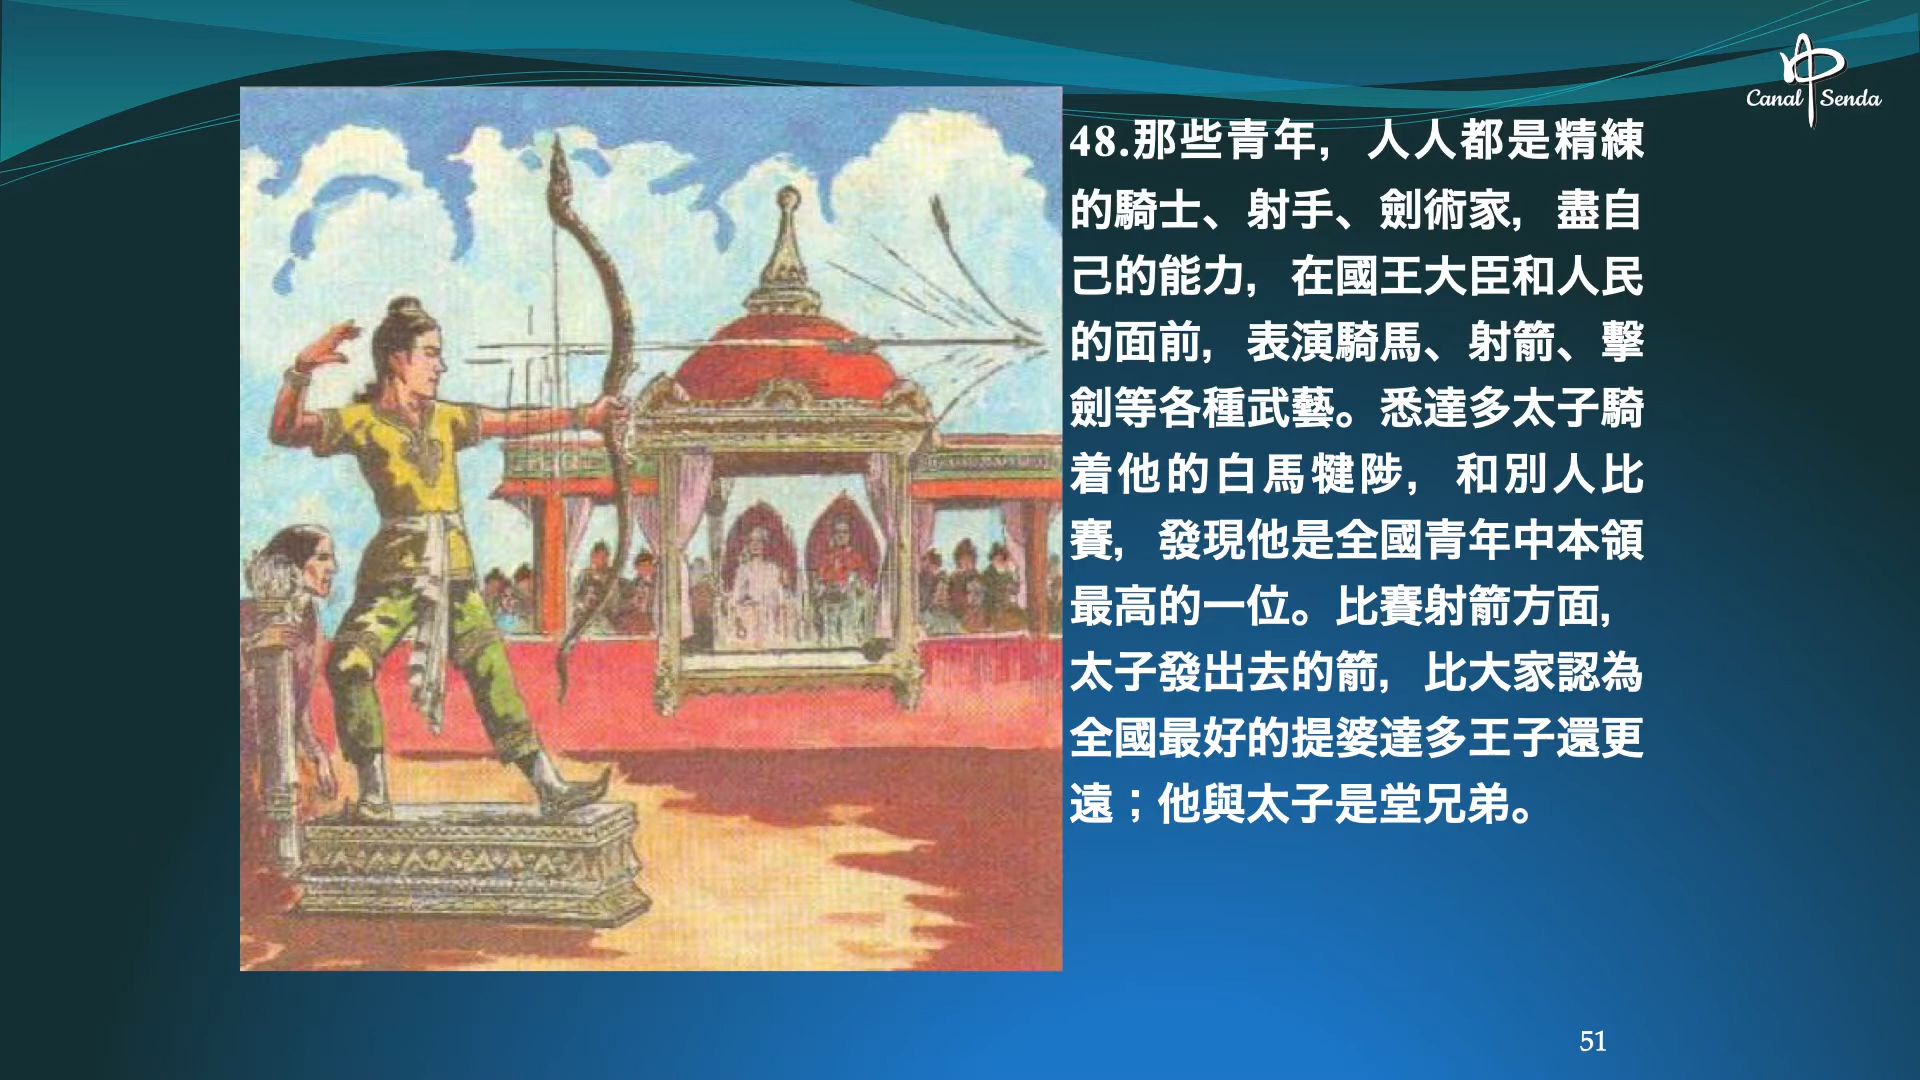 Canal Senda
48.那些青年，人人都是精練
的騎士、射手、劍術家，盡自
己的能力，在國王大臣和人民
的面前，表演騎馬、射箭、擊
劍等各種武藝。悉達多太子騎
着他的白馬犍陟，和別人比
賽，發現他是全國青年中本領
最高的一位。比賽射箭方面，
太子發出去的箭，比大家認為
全國最好的提婆達多王子還更
遠；他與太子是堂兄弟。
51